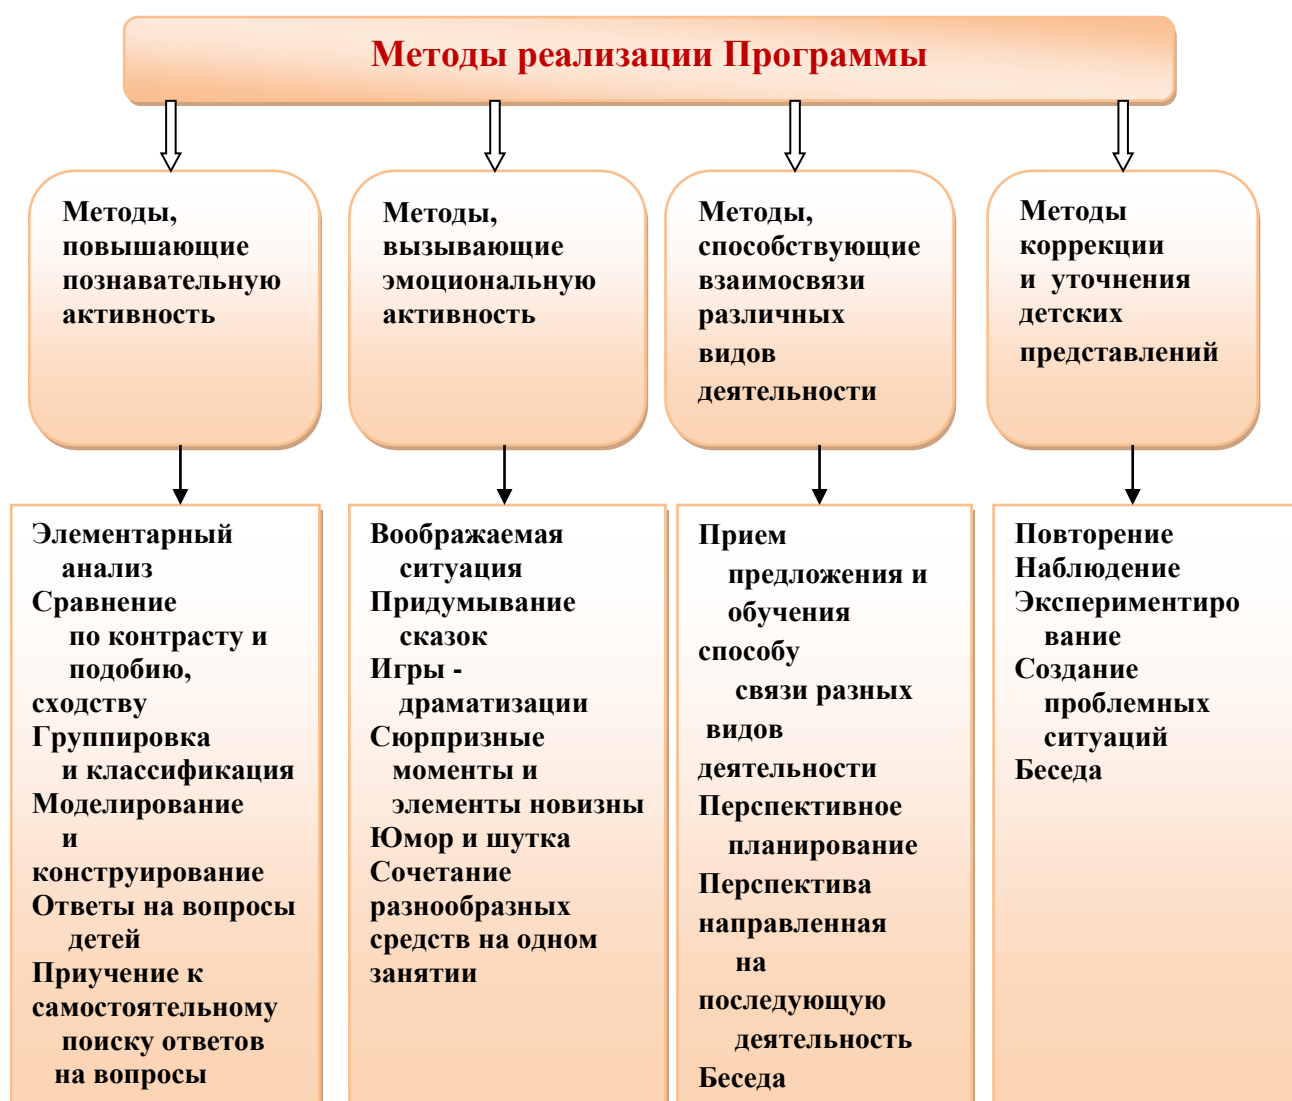 Методы реализации Программы
Методы,
повышающие
познавательную
активность
Методы,
вызывающие
эмоциональную
активность
Методы,
способствующие
взаимосвязи
различных
видов
деятельности
Методы
коррекции
и уточнения
детских
представлений
Элементарный
анализ
Сравнение
по контрасту и
подобию,
сходству
Группировка
и классификация
Моделирование
и
конструирование
Ответы на вопросы
детей
Приучение к
самостоятельному
поиску ответов
на вопросы
Воображаемая
ситуация
Придумывание
сказок
Игры -
драматизации
Сюрпризные
моменты и
элементы новизны
Юмор и шутка
Сочетание
разнообразных
средств на одном
занятии
Прием
предложения и
обучения
способу
связи разных
видов
деятельности
Перспективное
планирование
Перспектива
направленная
на
последующую
деятельность
Беседа
Повторение
Наблюдение
Экспериментиро
вание
Создание
проблемных
ситуаций
Беседа